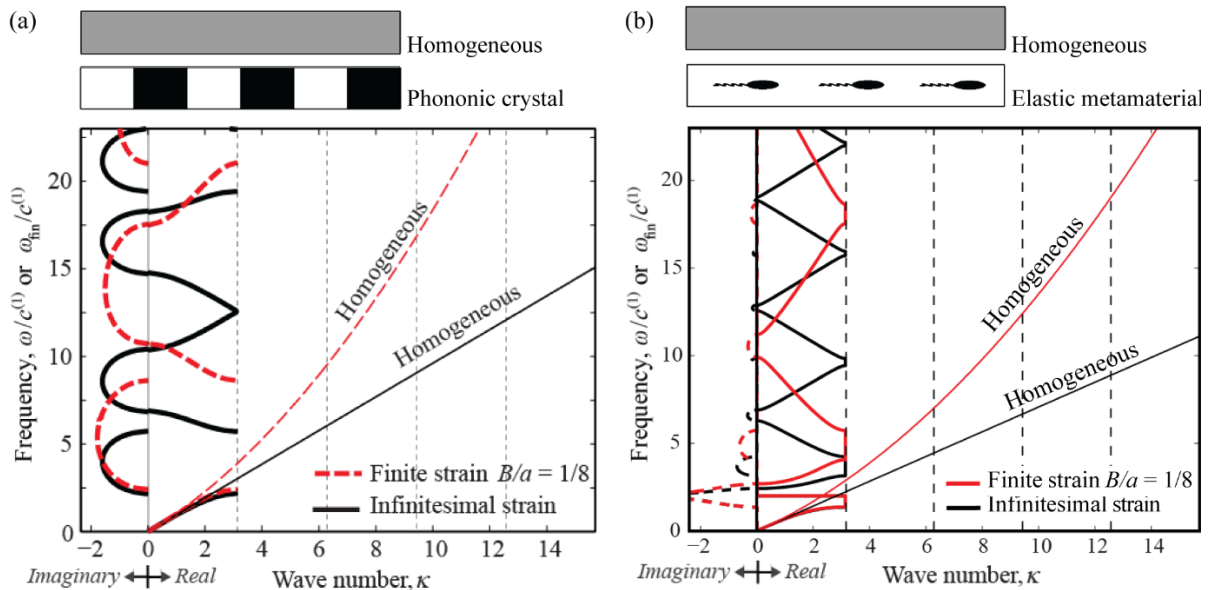 (a)
Homogeneous
Phononic crystal
Frequency, ω/c⁽¹⁾ or ω_fin/c⁽¹⁾
20
15
10
5
0
Homogeneous
Homogeneous
Finite strain B/a = 1/8
Infinitesimal strain
−2 0 2 4 6 8 10 12 14
Imaginary Real
Wave number, κ
(b)
Homogeneous
Elastic metamaterial
Frequency, ω/c⁽¹⁾ or ω_fin/c⁽¹⁾
20
15
10
5
0
Homogeneous
Homogeneous
Finite strain B/a = 1/8
Infinitesimal strain
−2 0 2 4 6 8 10 12 14
Imaginary Real
Wave number, κ